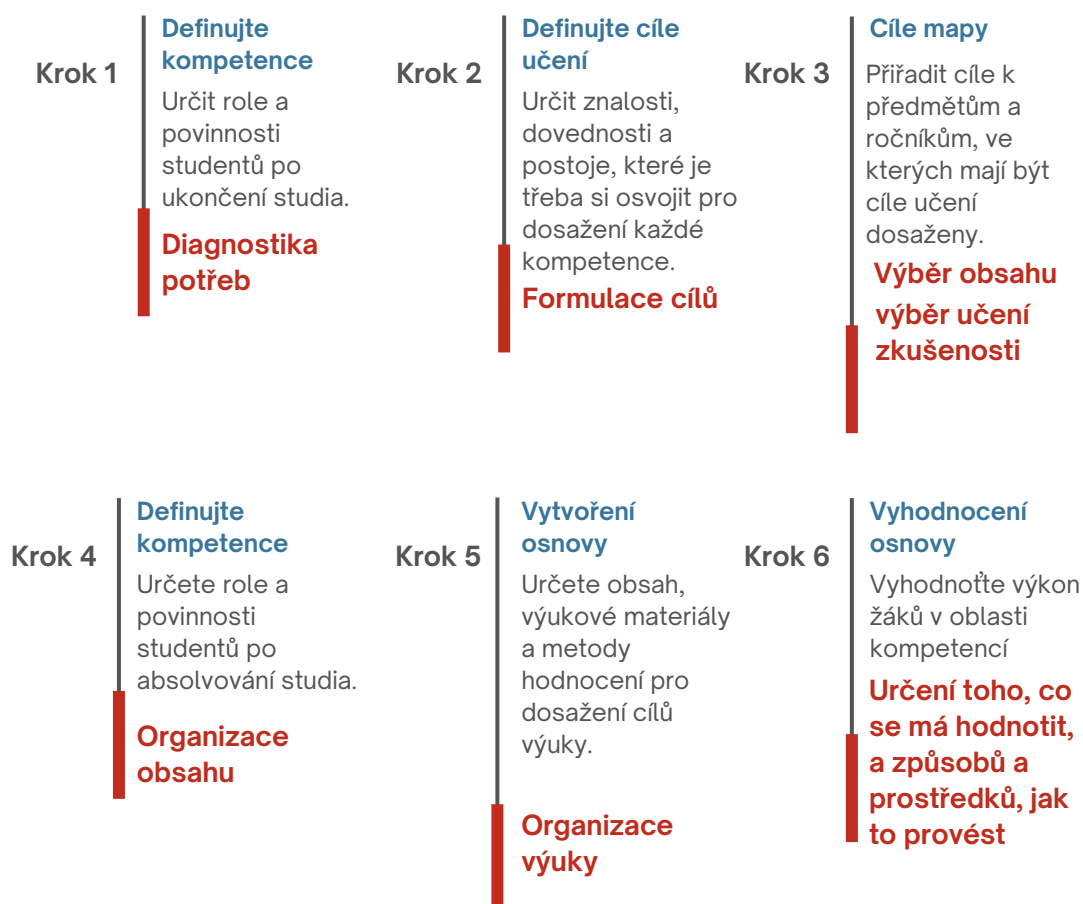 Krok 1
Definujte
kompetence
Určit role a
povinnosti
studentů po
ukončení studia.
Diagnostika
potřeb
Krok 2
Definujte cíle
učení
Určit znalosti,
dovednosti a
postoje, které je
třeba si osvojit pro
dosažení každé
kompetence.
Formulace cílů
Krok 3
Cíle mapy
Přiřadit cíle k
předmětům a
ročníkům, ve
kterých mají být
cíle učení
dosaženy.
Výběr obsahu
výběr učení
zkušenosti
Krok 4
Definujte
kompetence
Určete role a
povinnosti
studentů po
absolvování studia.
Organizace
obsahu
Krok 5
Vytvoření
osnovy
Určete obsah,
výukové materiály
a metody
hodnocení pro
dosažení cílů
výuky.
Organizace
výuky
Krok 6
Vyhodnocení
osnovy
Vyhodnoťte výkon
žáků v oblasti
kompetencí
Určení toho, co
se má hodnotit,
a způsobů a
prostředků, jak
to provést